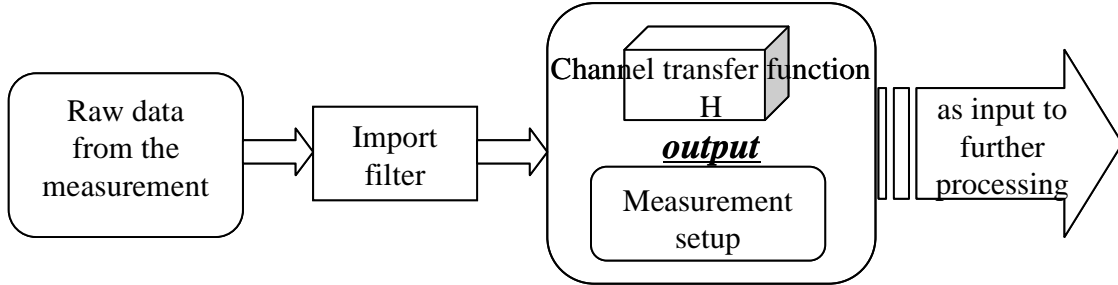 Raw data
from the
measurement
Import
filter
Channel transfer function
H
output
Measurement
setup
as input to
further
processing